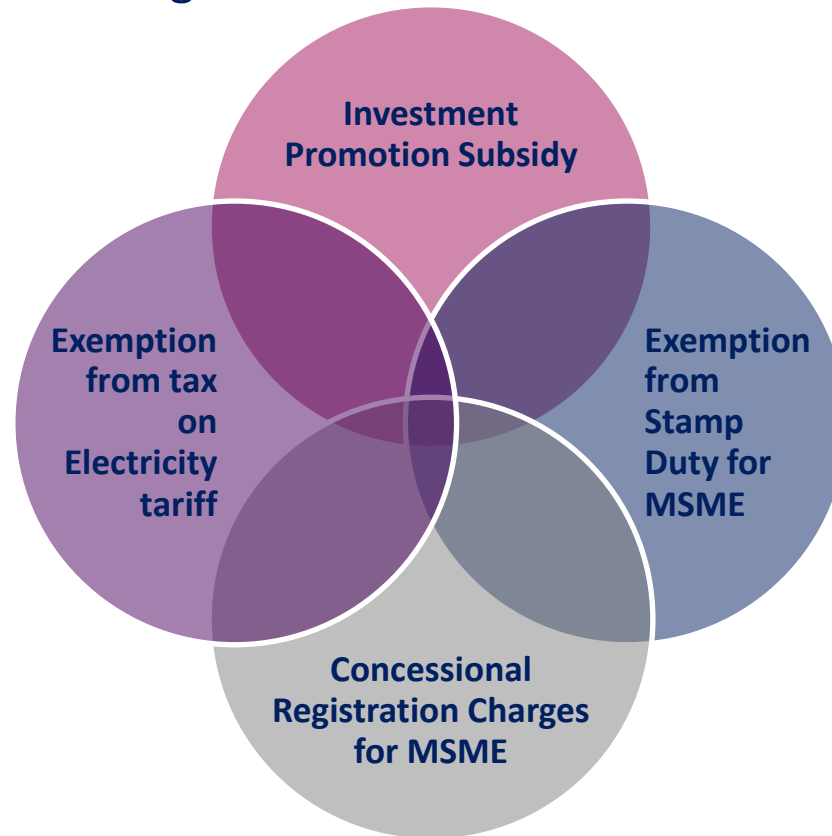 Investment
Promotion Subsidy
Exemption
from tax
on
Electricity
tariff
Exemption
from
Stamp
Duty for
MSME
Concessional
Registration Charges
for MSME